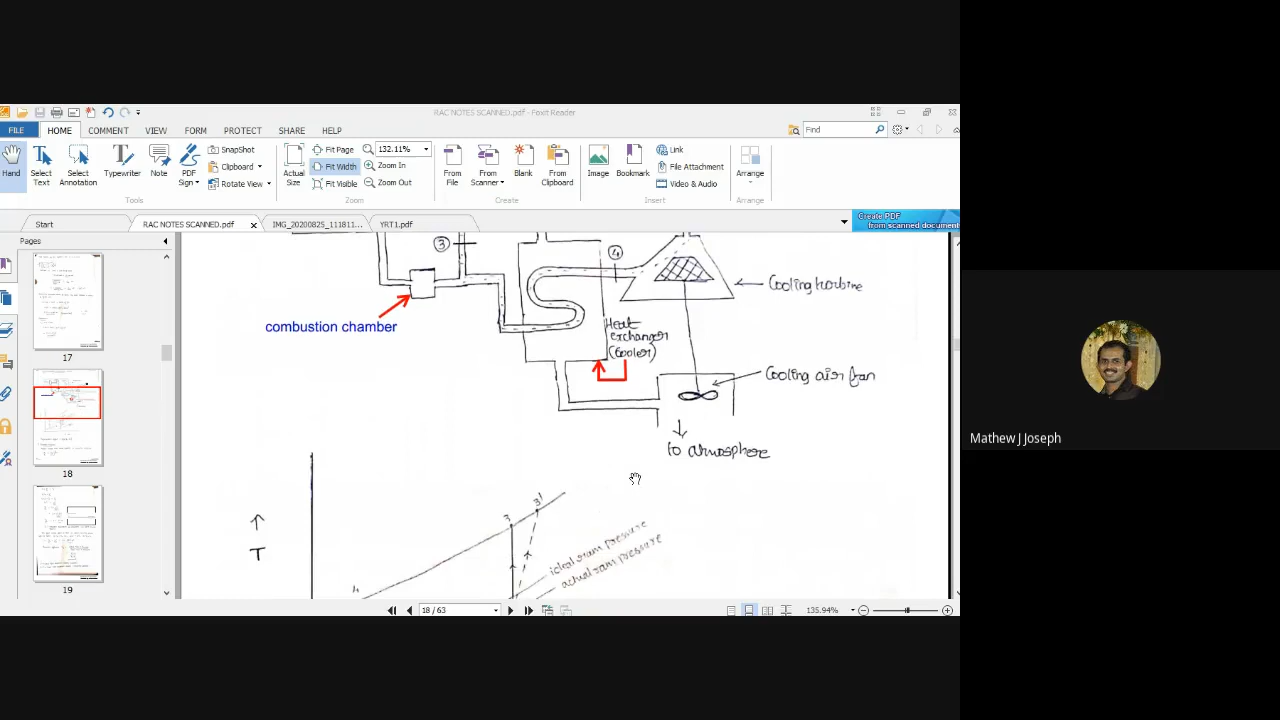 RAC NOTES SCANNED.pdf - Foxit Reader
FILE HOME COMMENT VIEW FORM PROTECT SHARE HELP
Find
Hand
Select Text
Select Annotation
Typewriter
Note
PDF Sign
SnapShot
Clipboard
Rotate View
Tools
Actual Size
Fit Page
Fit Width
Fit Visible
132.11%
Zoom In
Zoom Out
Zoom
From File
From Scanner
Blank
From Clipboard
Create
Image
Bookmark
Link
File Attachment
Video & Audio
Insert
Arrange
Arrange
Start
RAC NOTES SCANNED.pdf
IMG_20200825_111811...
YRT1.pdf
Create PDF
from scanned document
Pages
17
18
19
3
4
Cooling turbine
combustion chamber
Heat
exchanger
(Cooler)
Cooling air fan
to atmosphere
T
3
3'
4
ideal ram pressure
actual ram pressure
18 / 63
135.94%
Mathew J Joseph